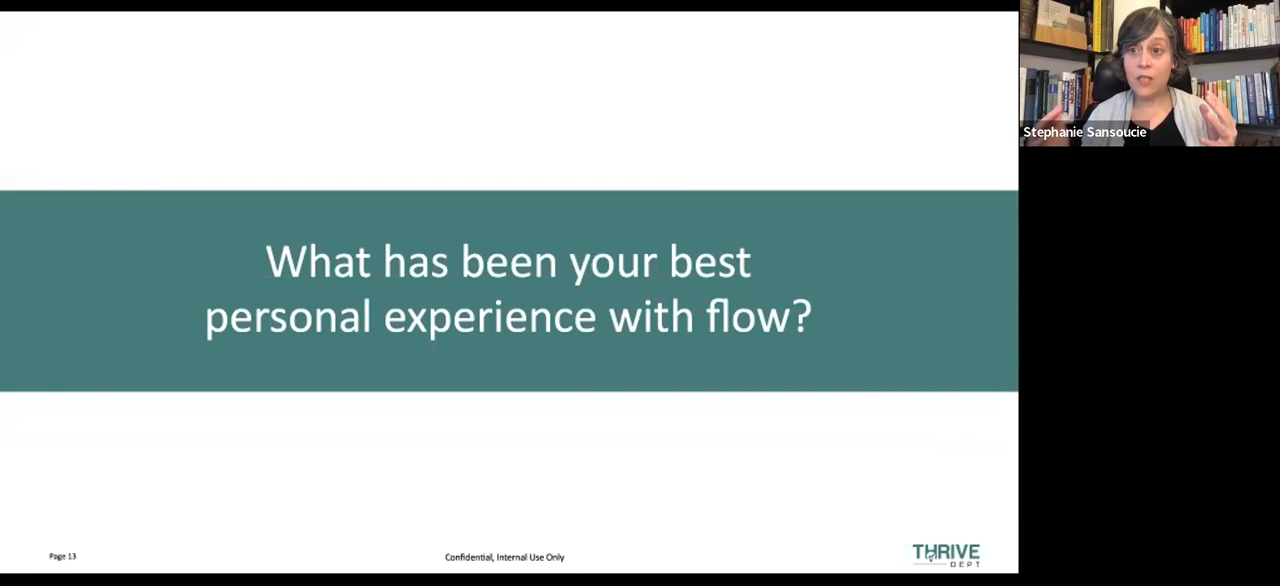 What has been your best
personal experience with flow?
Page 13
Confidential, Internal Use Only
THRIVE
DEPT
Stephanie Sansoucie